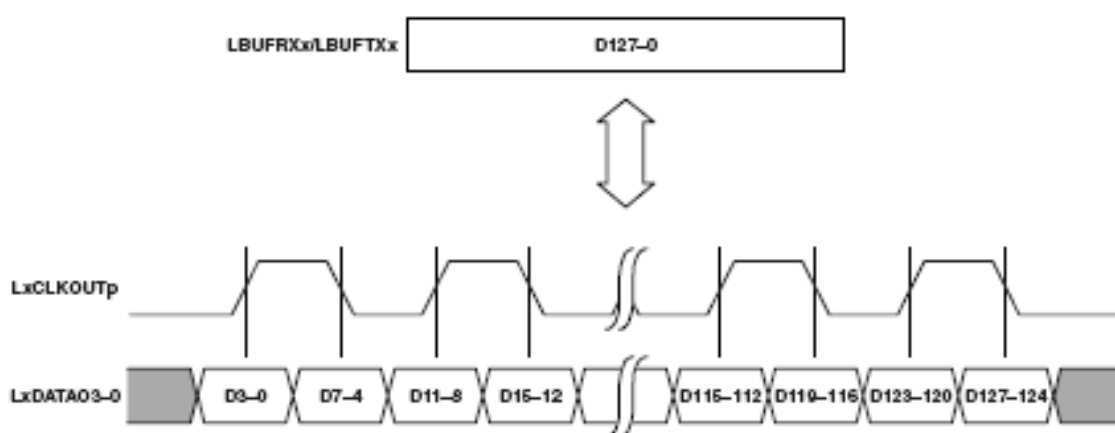 LBUFRXx/LBUFTXx
D127–0
LxCLKOUTp
LxDATAO3–0
D3–0
D7–4
D11–8
D15–12
D115–112
D119–116
D123–120
D127–124